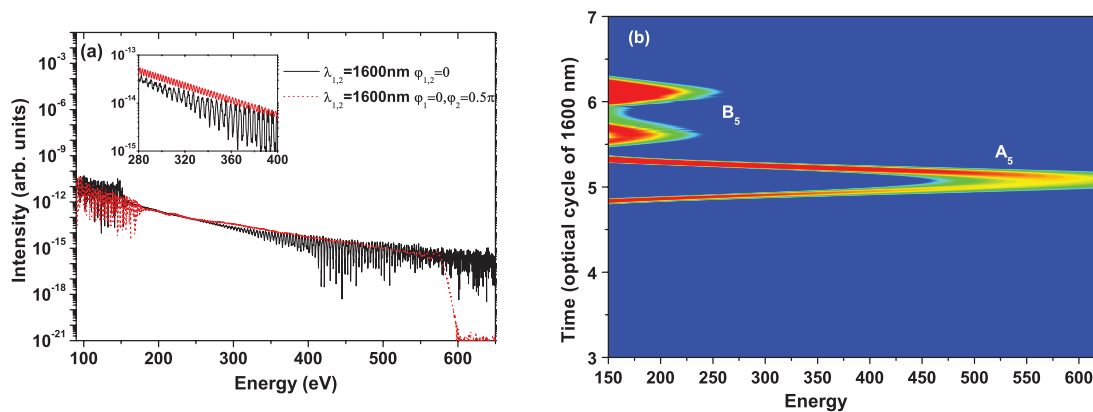 (a)
λ1,2=1600nm φ1,2=0
λ1,2=1600nm φ1=0,φ2=0.5π
10-13
10-14
10-15
280 320 360 400
10-3
10-6
10-9
10-12
10-15
10-18
10-21
100 200 300 400 500 600
Intensity (arb. units)
Energy (eV)
(b)
B5
A5
7
6
5
4
3
150 200 250 300 350 400 450 500 550 600
Time (optical cycle of 1600 nm)
Energy